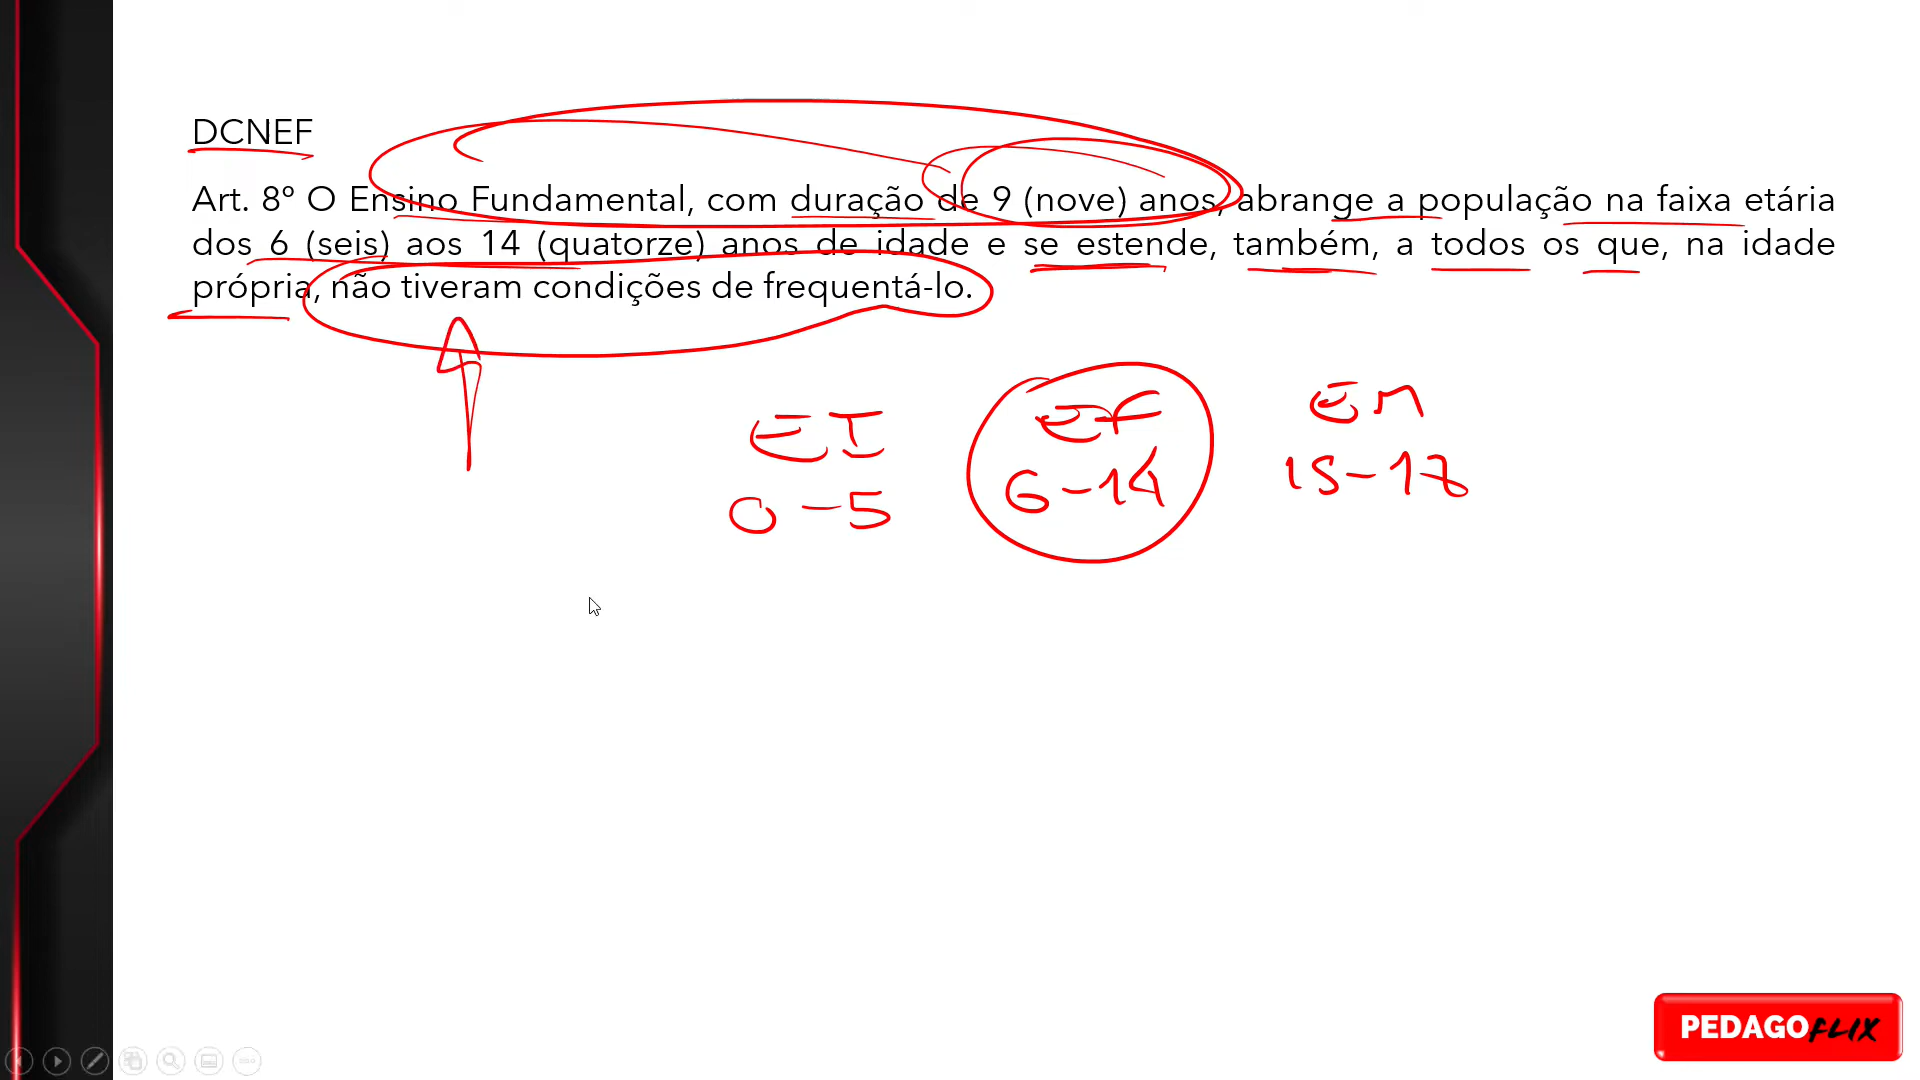 DCNEF
Art. 8º O Ensino Fundamental, com duração de 9 (nove) anos, abrange a população na faixa etária
dos 6 (seis) aos 14 (quatorze) anos de idade e se estende, também, a todos os que, na idade
própria, não tiveram condições de frequentá-lo.
EI EF EM
0-5 6-14 15-17
PEDAGOFLIX